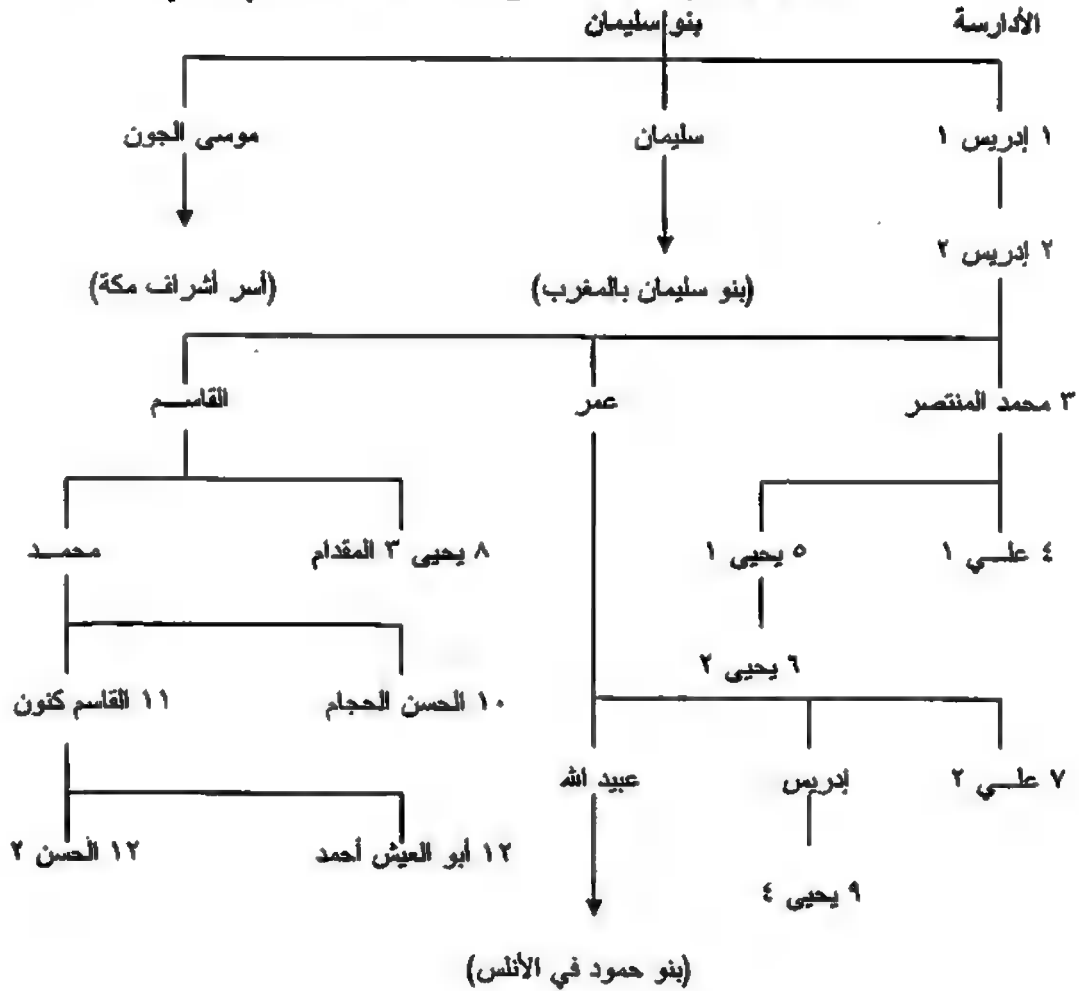 الأدارسة بنو سليمان
١ إدريس ١ سليمان موسى الجون
٢ إدريس ٢
(بنو سليمان بالمغرب) (أسر أشراف مكة)
٣ محمد المنتصر عمر القاسم
٤ علي ١ ٥ يحيى ١ ٨ يحيى ٣ المقدام محمد
٦ يحيى ٢
١٠ الحسن الحجام ١١ القاسم كنون
٧ علي ٢ إدريس عبيد الله
١٢ أبو العيش أحمد ١٢ الحسن ٢
٩ يحيى ٤
(بنو حمود في الأنلس)